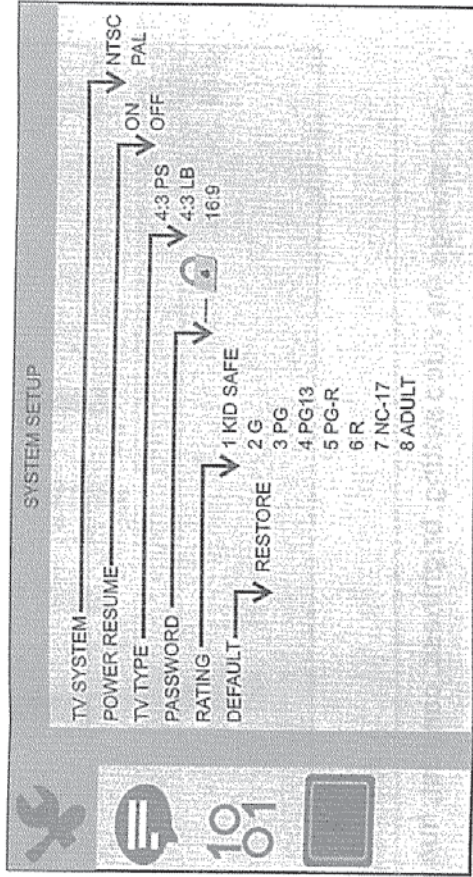 SYSTEM SETUP
TV SYSTEM
NTSC
PAL
POWER RESUME
ON
OFF
TV TYPE
4:3 PS
4:3 LB
16:9
PASSWORD
RATING
1 KID SAFE
2 G
3 PG
4 PG13
5 PG-R
6 R
7 NC-17
8 ADULT
DEFAULT
RESTORE